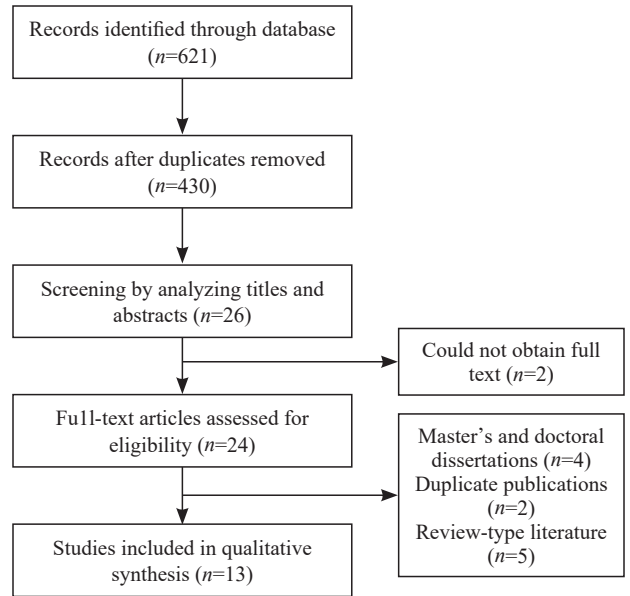 Records identified through database
(n=621)
Records after duplicates removed
(n=430)
Screening by analyzing titles and
abstracts (n=26)
Could not obtain full
text (n=2)
Full-text articles assessed for
eligibility (n=24)
Master's and doctoral
dissertations (n=4)
Duplicate publications
(n=2)
Review-type literature
(n=5)
Studies included in qualitative
synthesis (n=13)